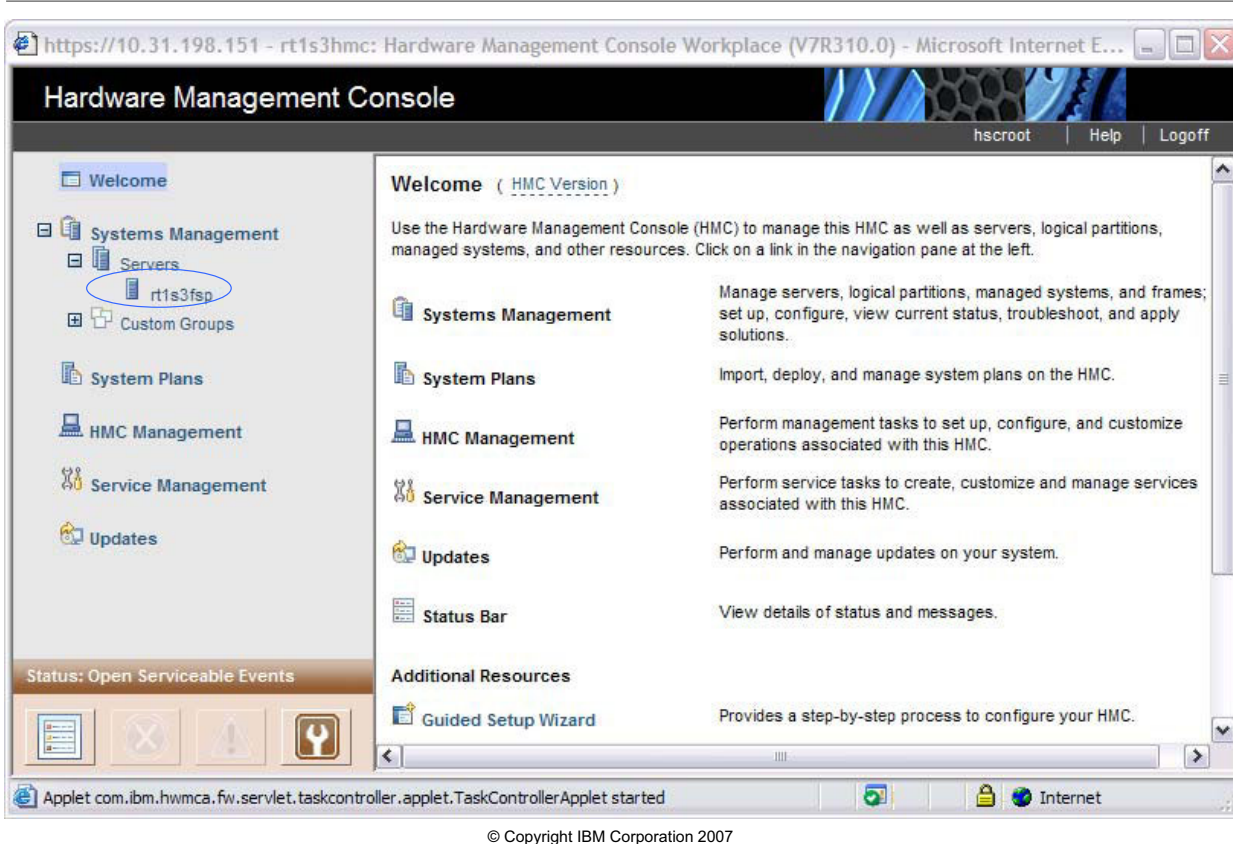 https://10.31.198.151 - rt1s3hmc: Hardware Management Console Workplace (V7R310.0) - Microsoft Internet E...
Hardware Management Console
hscroot | Help | Logoff
Welcome
Systems Management
Servers
rt1s3fsp
Custom Groups
System Plans
HMC Management
Service Management
Updates
Status: Open Serviceable Events
Welcome ( HMC Version )
Use the Hardware Management Console (HMC) to manage this HMC as well as servers, logical partitions,
managed systems, and other resources. Click on a link in the navigation pane at the left.
Systems Management
Manage servers, logical partitions, managed systems, and frames;
set up, configure, view current status, troubleshoot, and apply
solutions.
System Plans
Import, deploy, and manage system plans on the HMC.
HMC Management
Perform management tasks to set up, configure, and customize
operations associated with this HMC.
Service Management
Perform service tasks to create, customize and manage services
associated with this HMC.
Updates
Perform and manage updates on your system.
Status Bar
View details of status and messages.
Additional Resources
Guided Setup Wizard
Provides a step-by-step process to configure your HMC.
Applet com.ibm.hwmca.fw.servlet.taskcontroller.applet.TaskControllerApplet started
Internet
© Copyright IBM Corporation 2007